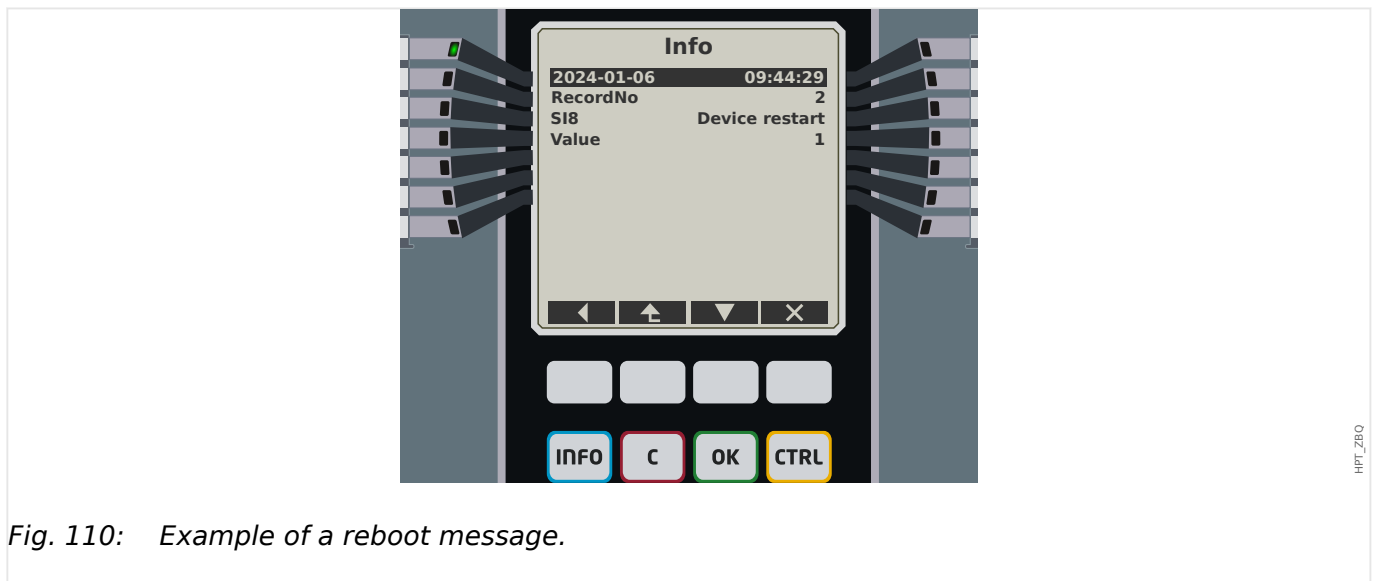 Info
2024-01-06 09:44:29
RecordNo 2
SI8 Device restart
Value 1
INFO C OK CTRL
HPT_ZBQ
Fig. 110: Example of a reboot message.